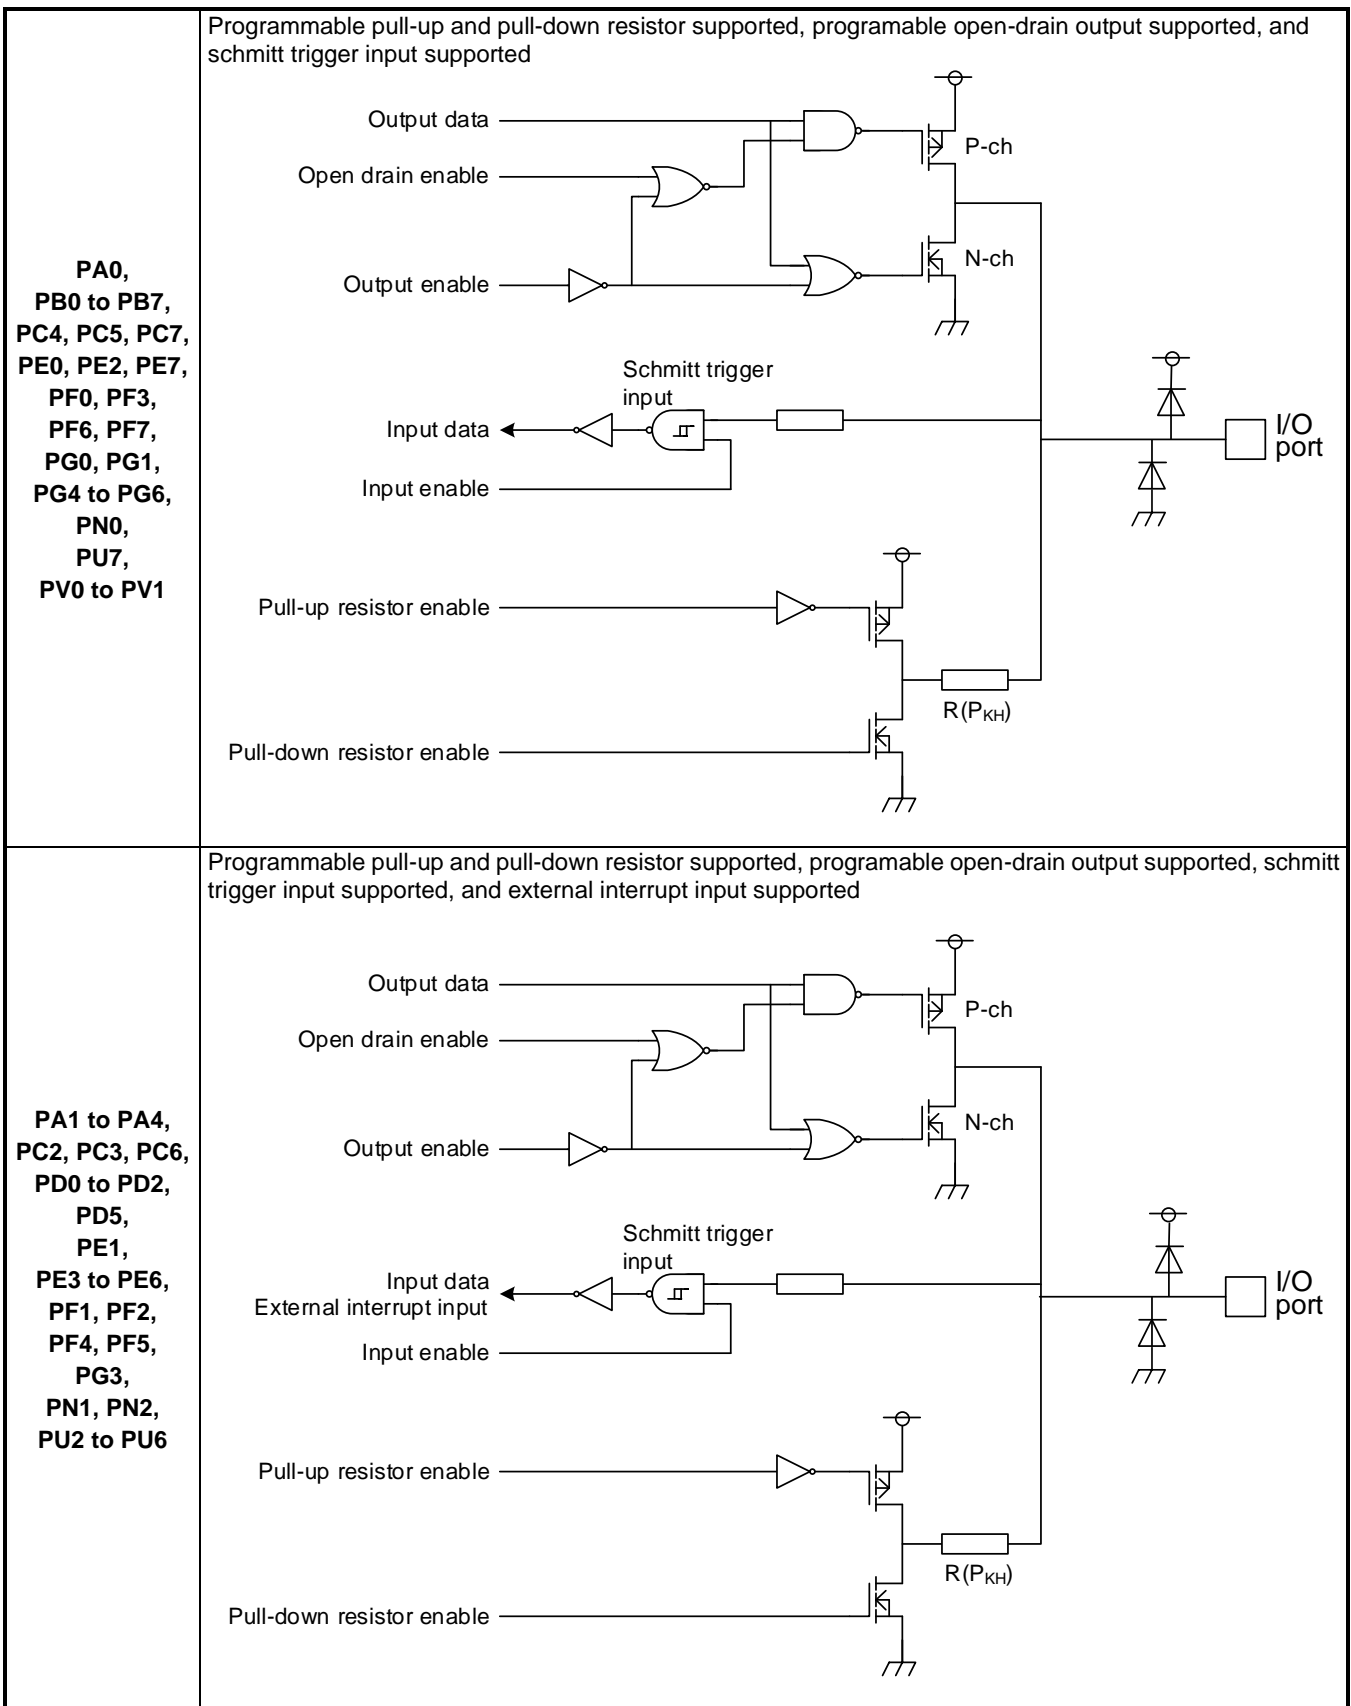 Programmable pull-up and pull-down resistor supported, programable open-drain output supported, and
schmitt trigger input supported
PA0,
PB0 to PB7,
PC4, PC5, PC7,
PE0, PE2, PE7,
PF0, PF3,
PF6, PF7,
PG0, PG1,
PG4 to PG6,
PN0,
PU7,
PV0 to PV1
Output data
P-ch
Open drain enable
N-ch
Output enable
Schmitt trigger
input
Input data
I/O
port
Input enable
Pull-up resistor enable
R(PKH)
Pull-down resistor enable
Programmable pull-up and pull-down resistor supported, programable open-drain output supported, schmitt
trigger input supported, and external interrupt input supported
PA1 to PA4,
PC2, PC3, PC6,
PD0 to PD2,
PD5,
PE1,
PE3 to PE6,
PF1, PF2,
PF4, PF5,
PG3,
PN1, PN2,
PU2 to PU6
Output data
P-ch
Open drain enable
N-ch
Output enable
Schmitt trigger
input
Input data
External interrupt input
I/O
port
Input enable
Pull-up resistor enable
R(PKH)
Pull-down resistor enable